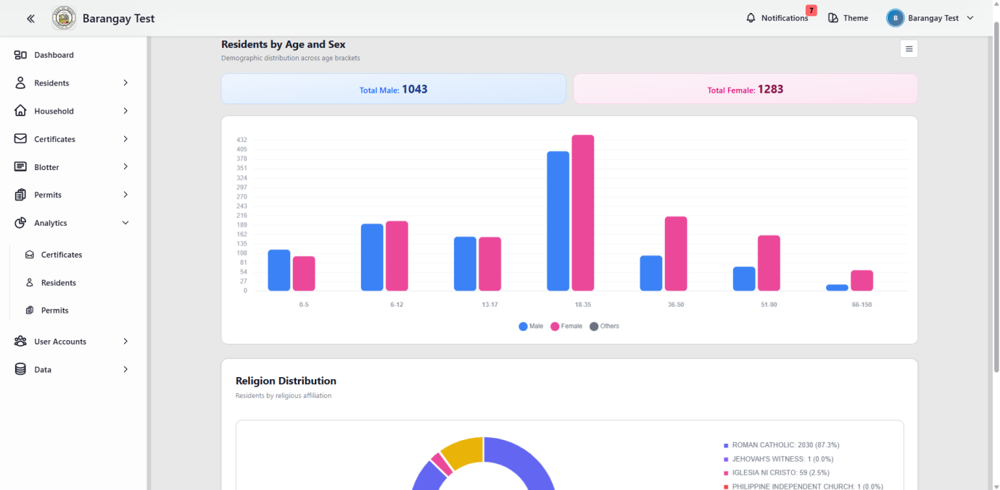 Barangay Test
Notifications
7
Theme
B
Barangay Test
Dashboard
Residents
Household
Certificates
Blotter
Permits
Analytics
Certificates
Residents
Permits
User Accounts
Data
Residents by Age and Sex
Demographic distribution across age brackets
Total Male: 1043
Total Female: 1283
432
405
378
351
324
297
270
243
216
189
162
135
108
81
54
27
0
0-5
6-12
13-17
18-35
36-50
51-90
66-150
Male
Female
Others
Religion Distribution
Residents by religious affiliation
ROMAN CATHOLIC: 2030 (87.3%)
JEHOVAH'S WITNESS: 1 (0.0%)
IGLESIA NI CRISTO: 59 (2.5%)
PHILIPPINE INDEPENDENT CHURCH: 1 (0.0%)